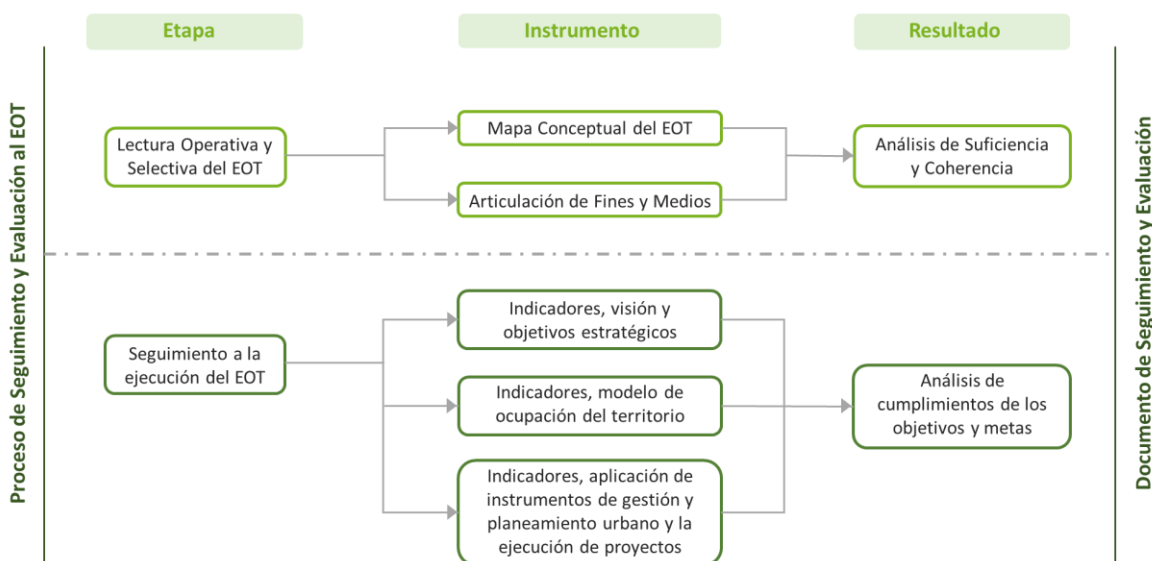 Etapa
Instrumento
Resultado
Proceso de Seguimiento y Evaluación al EOT
Lectura Operativa y
Selectiva del EOT
Mapa Conceptual del EOT
Articulación de Fines y Medios
Análisis de Suficiencia
y Coherencia
Seguimiento a la
ejecución del EOT
Indicadores, visión y
objetivos estratégicos
Indicadores, modelo de
ocupación del territorio
Indicadores, aplicación de
instrumentos de gestión y
planeamiento urbano y la
ejecución de proyectos
Análisis de
cumplimientos de los
objetivos y metas
Documento de Seguimiento y Evaluación